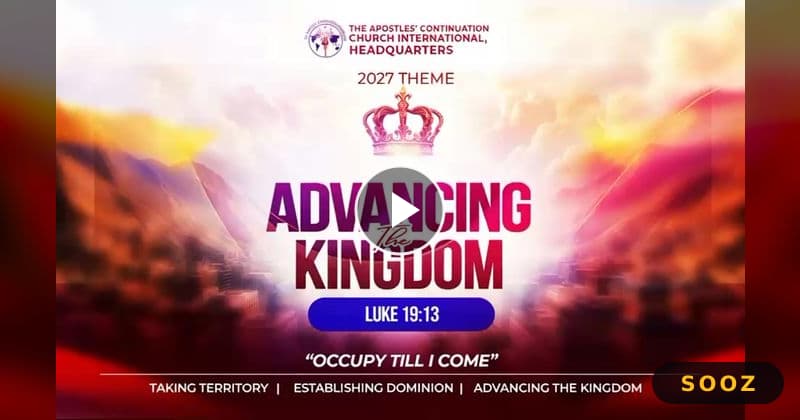 THE APOSTLES' CONTINUATION
CHURCH INTERNATIONAL,
HEADQUARTERS
2027 THEME
ADVANCING
The
KINGDOM
LUKE 19:13
"OCCUPY TILL I COME"
TAKING TERRITORY | ESTABLISHING DOMINION | ADVANCING THE KINGDOM
SOOZ